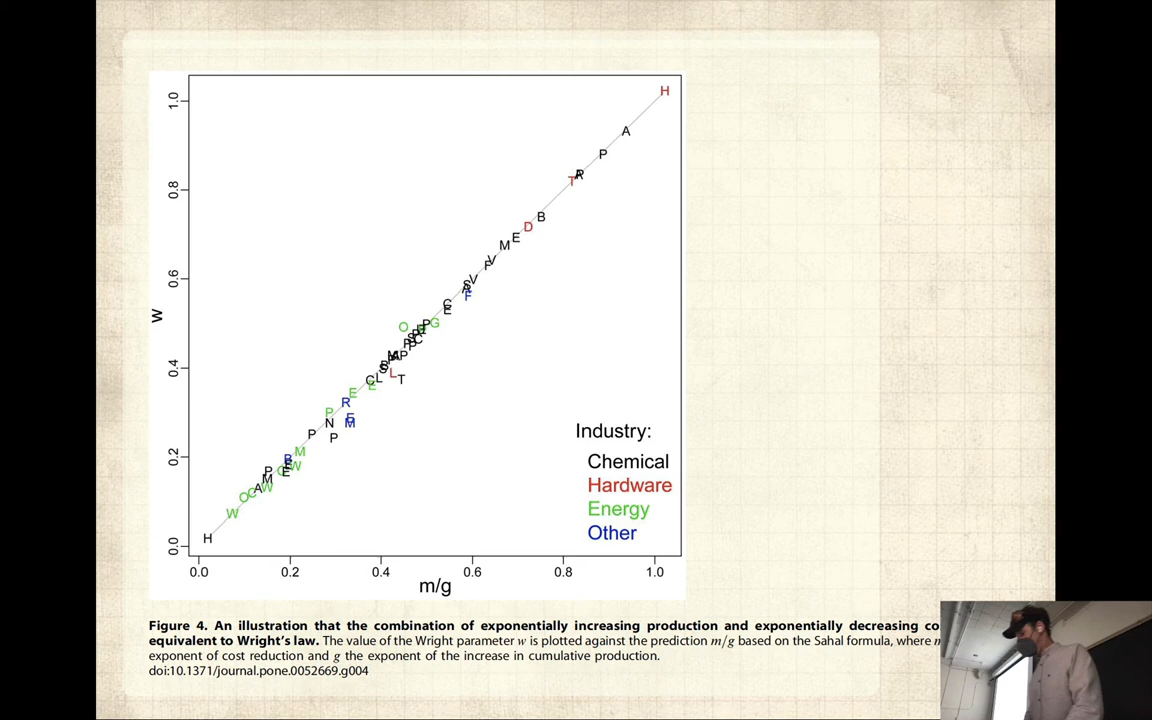 1.0
0.8
0.6
0.4
0.2
0.0
w
0.0 0.2 0.4 0.6 0.8 1.0
m/g
H
A
P
T
B
D
E
M
V
F
V
F
C
E
O
G
P
L
T
C L
E
E
R
P
N
P
P
M
M
W
P
M
A
W
O
W
H
Industry:
Chemical
Hardware
Energy
Other
Figure 4. An illustration that the combination of exponentially increasing production and exponentially decreasing co
equivalent to Wright's law. The value of the Wright parameter w is plotted against the prediction m/g based on the Sahal formula, where
exponent of cost reduction and g the exponent of the increase in cumulative production.
doi:10.1371/journal.pone.0052669.g004